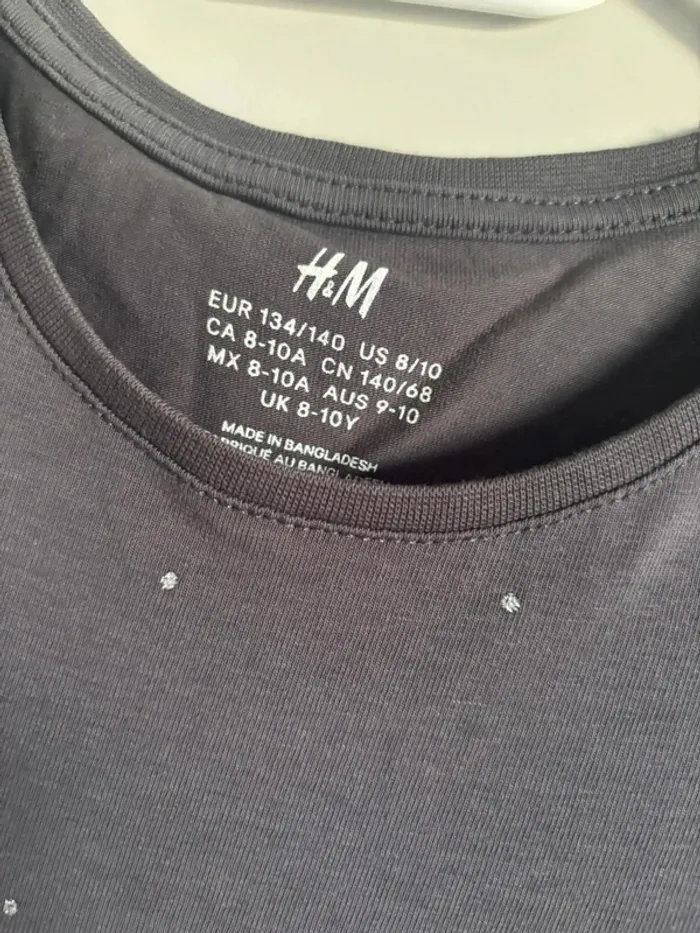 H&M
EUR 134/140 US 8/10
CA 8-10A CN 140/68
MX 8-10A AUS 9-10
UK 8-10Y
MADE IN BANGLADESH
AU